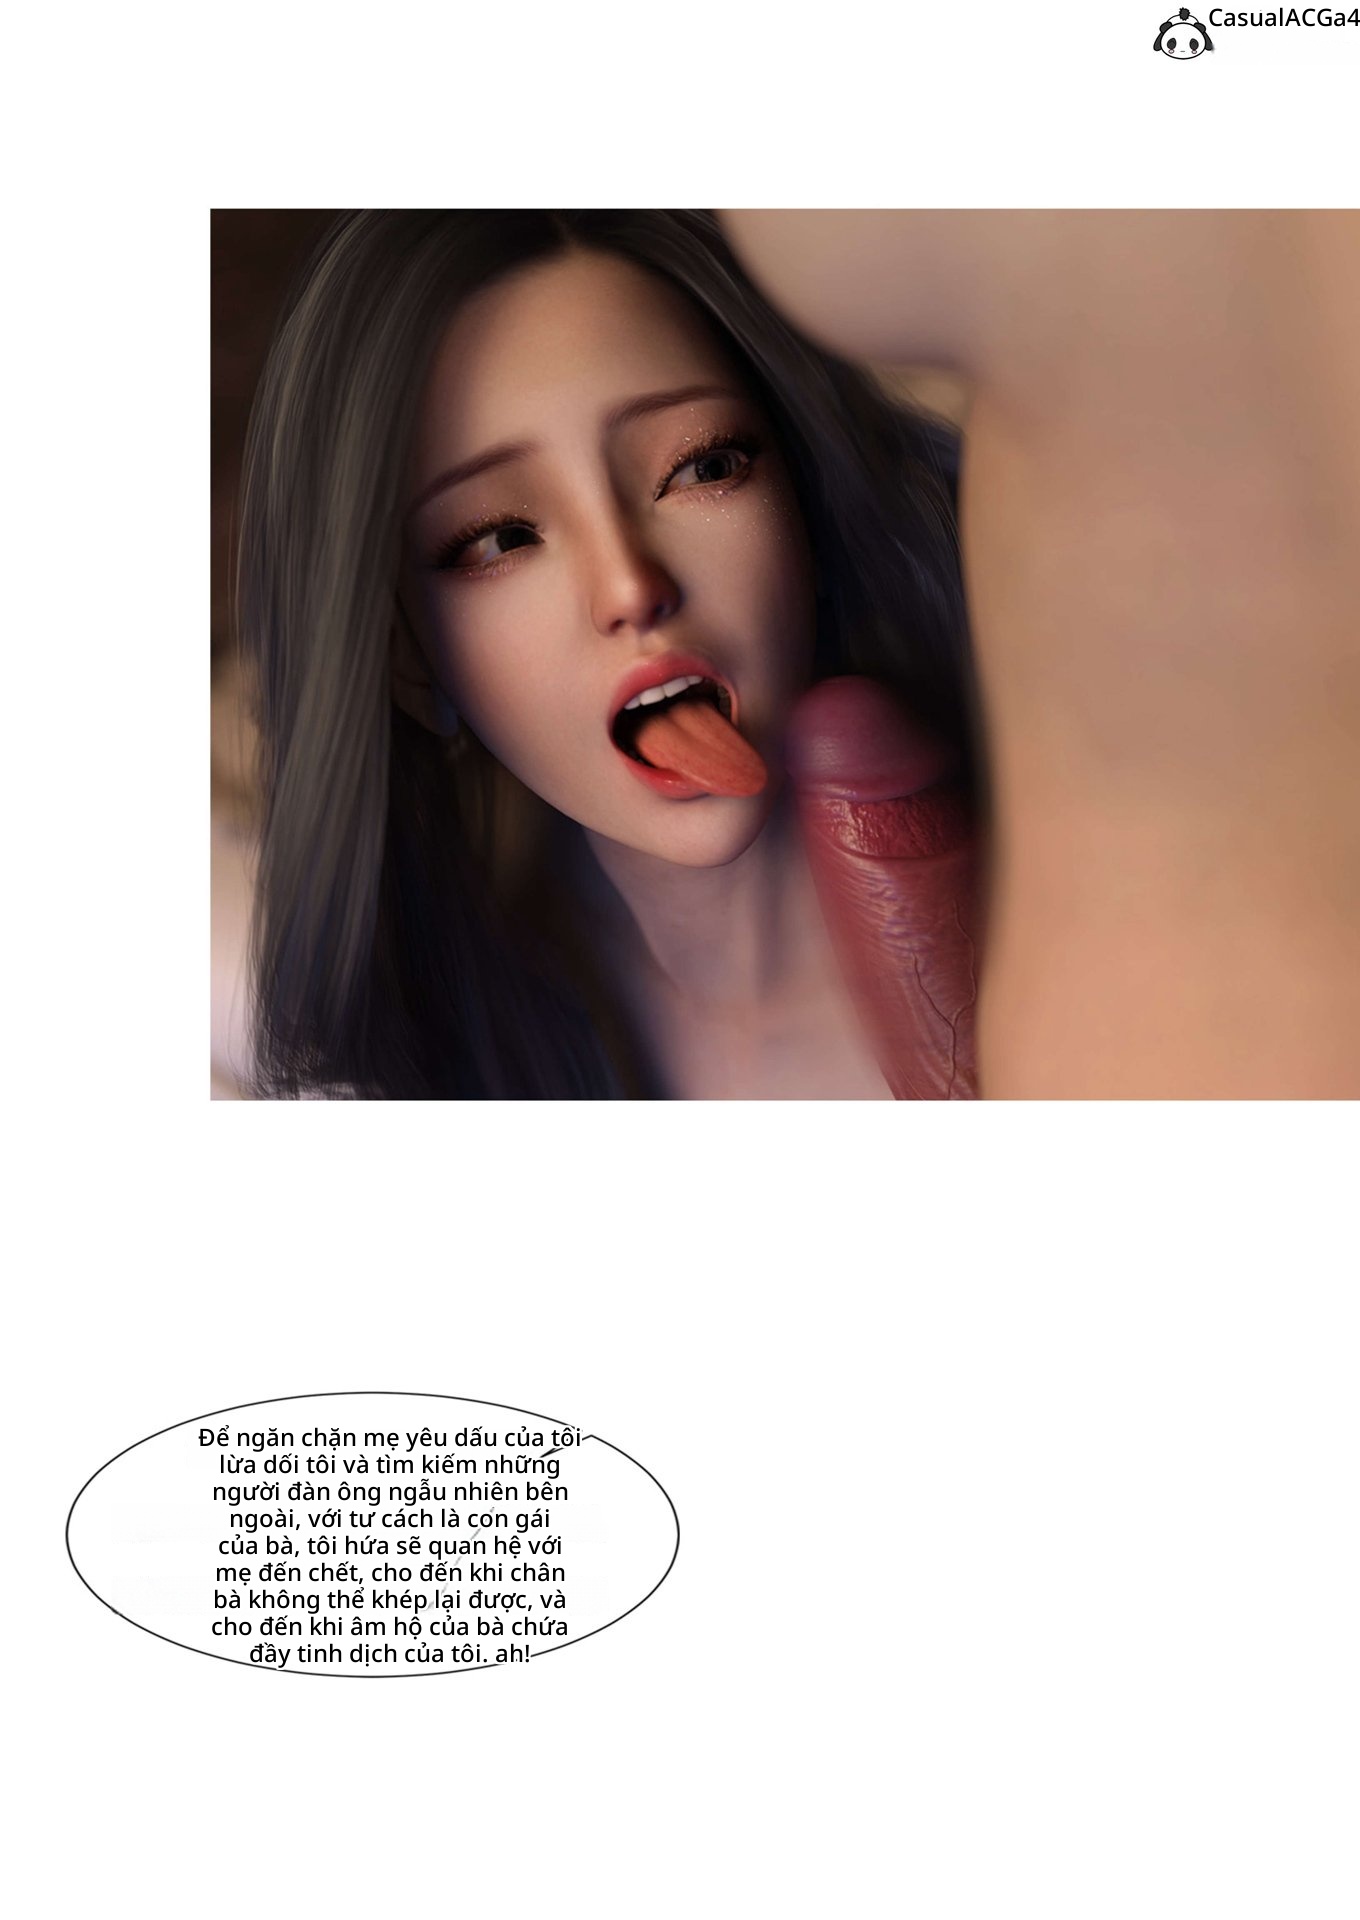 CasualACGa4
Để ngăn chặn mẹ yêu dấu của tôi
lừa dối tôi và tìm kiếm những
người đàn ông ngẫu nhiên bên
ngoài, với tư cách là con gái
của bà, tôi hứa sẽ quan hệ với
mẹ đến chết, cho đến khi chân
bà không thể khép lại được, và
cho đến khi âm hộ của bà chứa
đầy tinh dịch của tôi. ah!